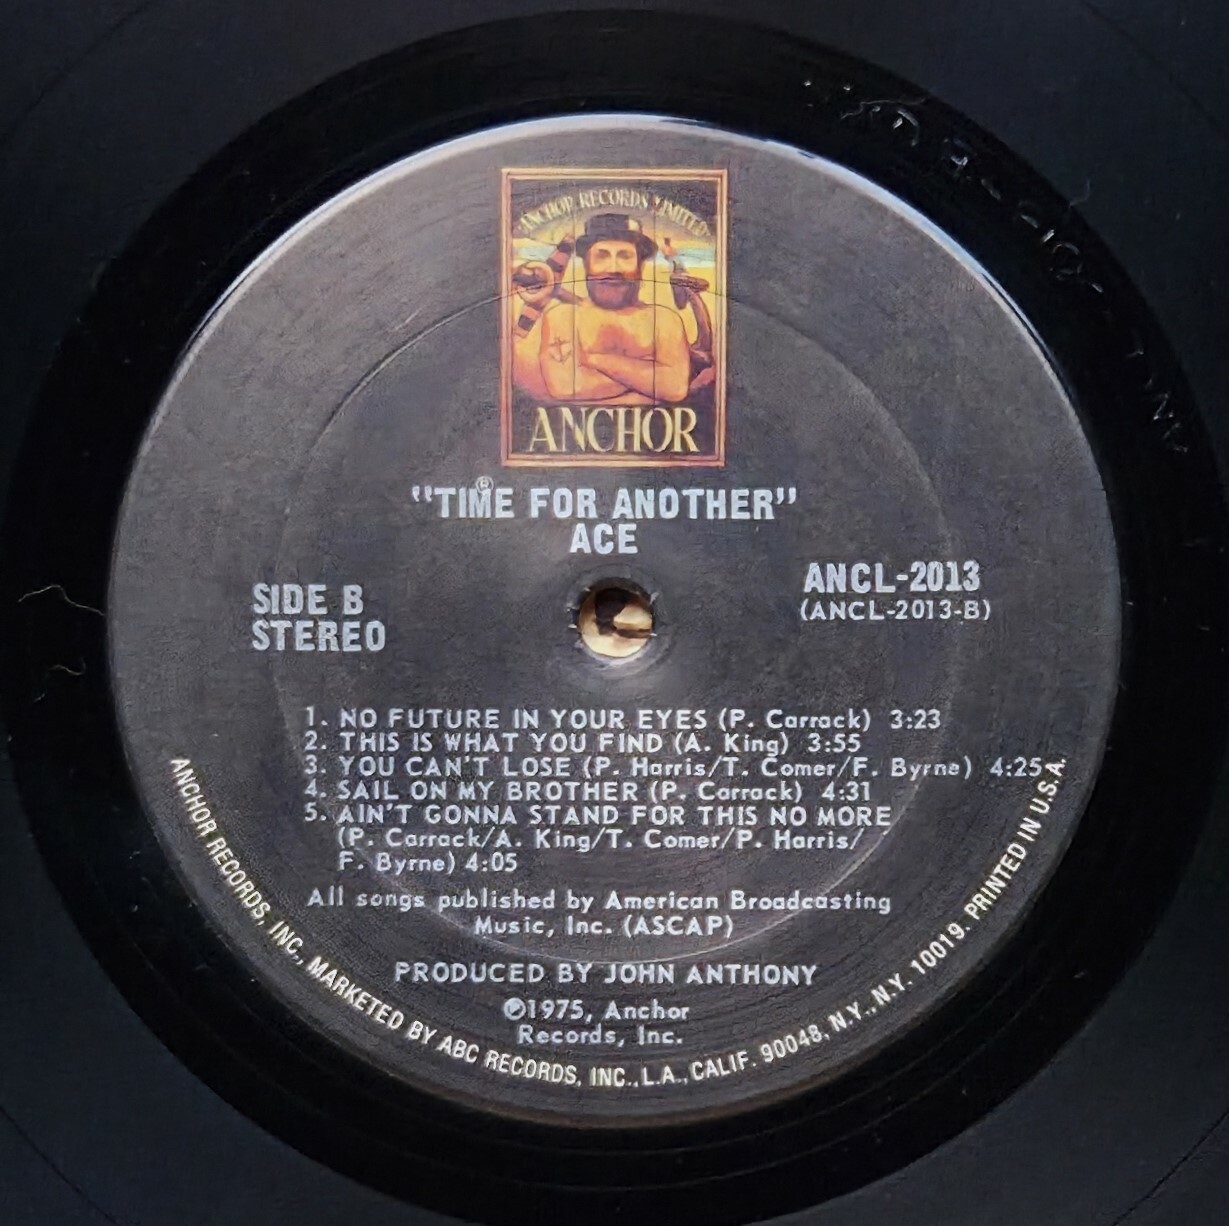 ANCHOR RECORDS LIMITED
ANCHOR
®
"TIME FOR ANOTHER"
ACE
SIDE B
STEREO
ANCL-2013
(ANCL-2013-B)
1. NO FUTURE IN YOUR EYES (P. Carrack) 3:23
2. THIS IS WHAT YOU FIND (A. King) 3:55
3. YOU CAN'T LOSE (P. Harris/T. Comer/F. Byrne) 4:25
4. SAIL ON MY BROTHER (P. Carrack) 4:31
5. AIN'T GONNA STAND FOR THIS NO MORE
(P. Carrack/A. King/T. Comer/P. Harris/
F. Byrne) 4:05
All songs published by American Broadcasting
Music, Inc. (ASCAP)
PRODUCED BY JOHN ANTHONY
℗1975, Anchor
Records, Inc.
ANCHOR RECORDS, INC., MARKETED BY ABC RECORDS, INC., L.A., CALIF. 90048, N.Y., N.Y. 10019. PRINTED IN U.S.A.